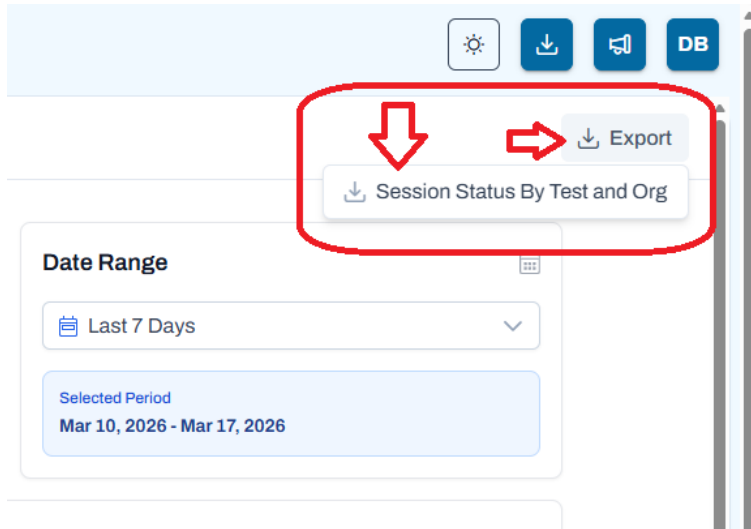 DB
Export
Session Status By Test and Org
Date Range
Last 7 Days
Selected Period
Mar 10, 2026 - Mar 17, 2026